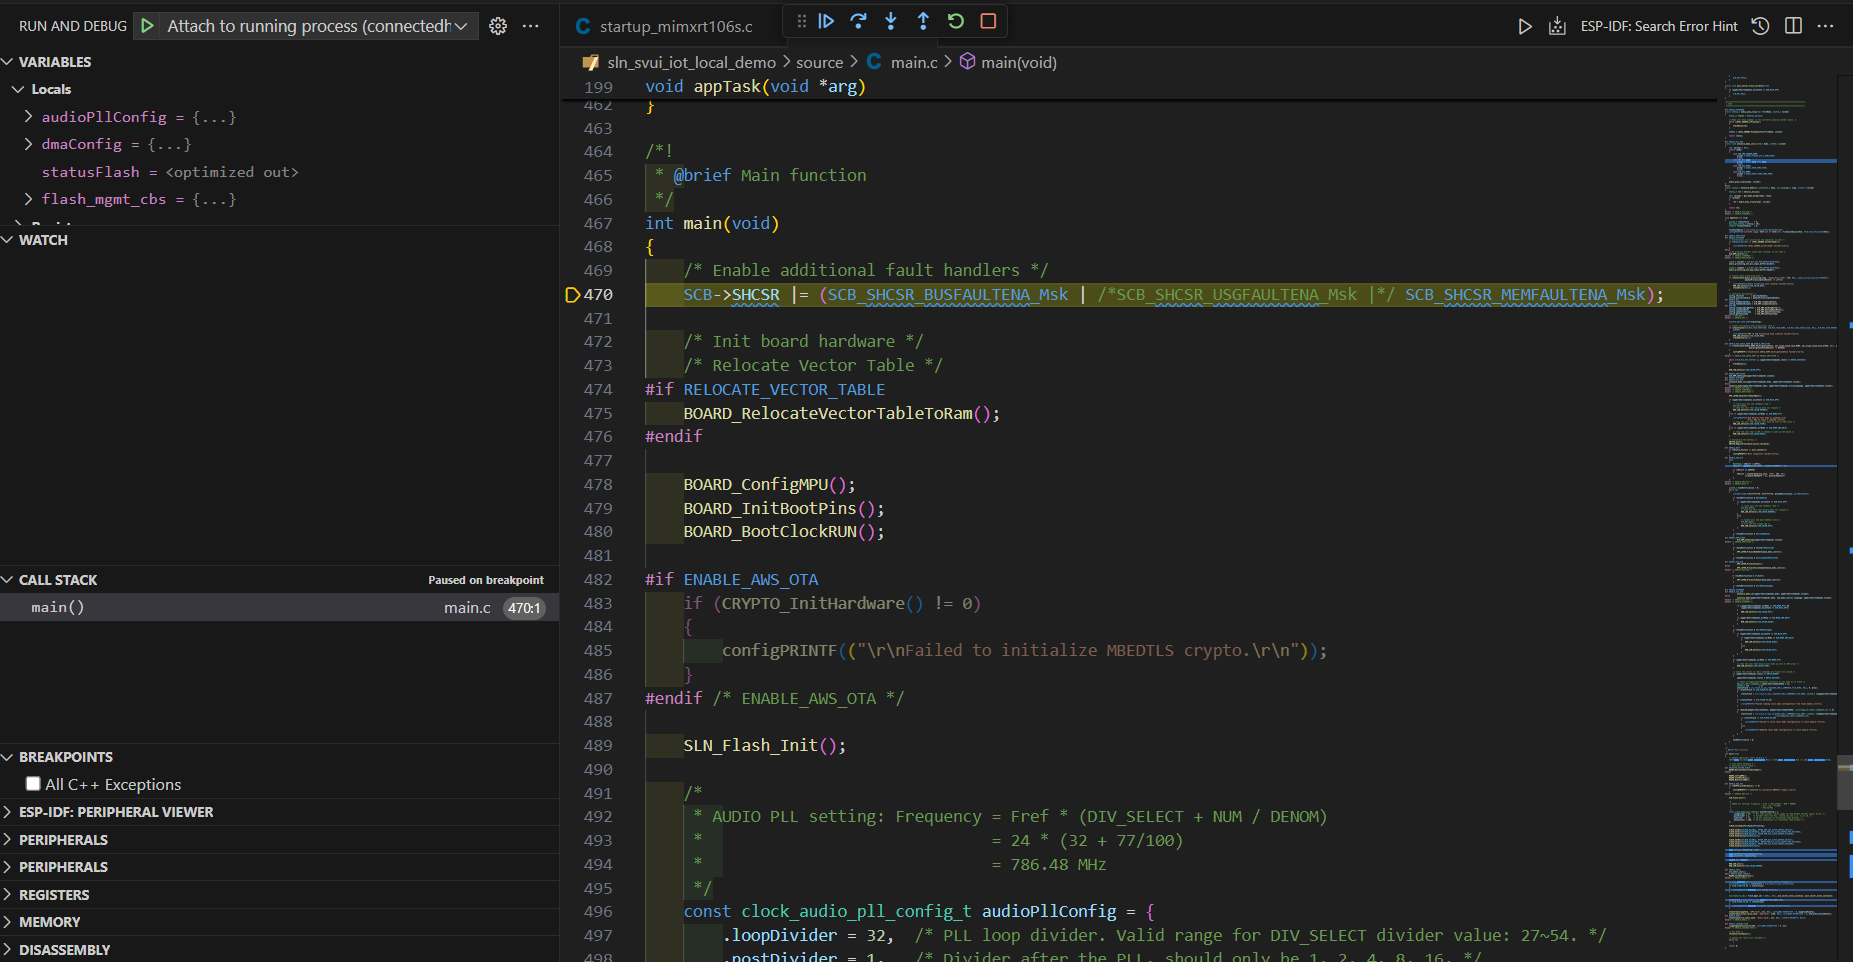 RUN AND DEBUG Attach to running process (connectedh
VARIABLES
Locals
audioPllConfig = {...}
dmaConfig = {...}
statusFlash = <optimized out>
flash_mgmt_cbs = {...}
WATCH
CALL STACK Paused on breakpoint
main() main.c 470:1
BREAKPOINTS
All C++ Exceptions
ESP-IDF: PERIPHERAL VIEWER
PERIPHERALS
PERIPHERALS
REGISTERS
MEMORY
DISASSEMBLY
startup_mimxrt106s.c
ESP-IDF: Search Error Hint
sln_svui_iot_local_demo > source > C main.c > main(void)
199 void appTask(void *arg)
462 }
463
464 /*!
465 * @brief Main function
466 */
467 int main(void)
468 {
469 /* Enable additional fault handlers */
470 SCB->SHCSR |= (SCB_SHCSR_BUSFAULTENA_Msk | /*SCB_SHCSR_USGFAULTENA_Msk |*/ SCB_SHCSR_MEMFAULTENA_Msk);
471
472 /* Init board hardware */
473 /* Relocate Vector Table */
474 #if RELOCATE_VECTOR_TABLE
475 BOARD_RelocateVectorTableToRam();
476 #endif
477
478 BOARD_ConfigMPU();
479 BOARD_InitBootPins();
480 BOARD_BootClockRUN();
481
482 #if ENABLE_AWS_OTA
483 if (CRYPTO_InitHardware() != 0)
484 {
485 configPRINTF(("\r\nFailed to initialize MBEDTLS crypto.\r\n"));
486 }
487 #endif /* ENABLE_AWS_OTA */
488
489 SLN_Flash_Init();
490
491 /*
492 * AUDIO PLL setting: Frequency = Fref * (DIV_SELECT + NUM / DENOM)
493 * = 24 * (32 + 77/100)
494 * = 786.48 MHz
495 */
496 const clock_audio_pll_config_t audioPllConfig = {
497 .loopDivider = 32, /* PLL loop divider. Valid range for DIV_SELECT divider value: 27~54. */
498 .postDivider = 1, /* Divider after the PLL, should only be 1, 2, 4, 8, 16. */